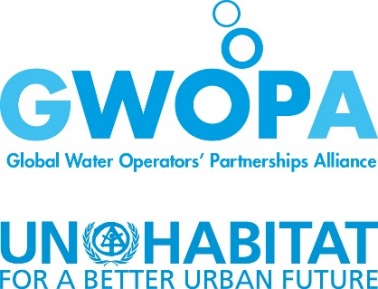 GWOPA
Global Water Operators' Partnerships Alliance
UN HABITAT
FOR A BETTER URBAN FUTURE